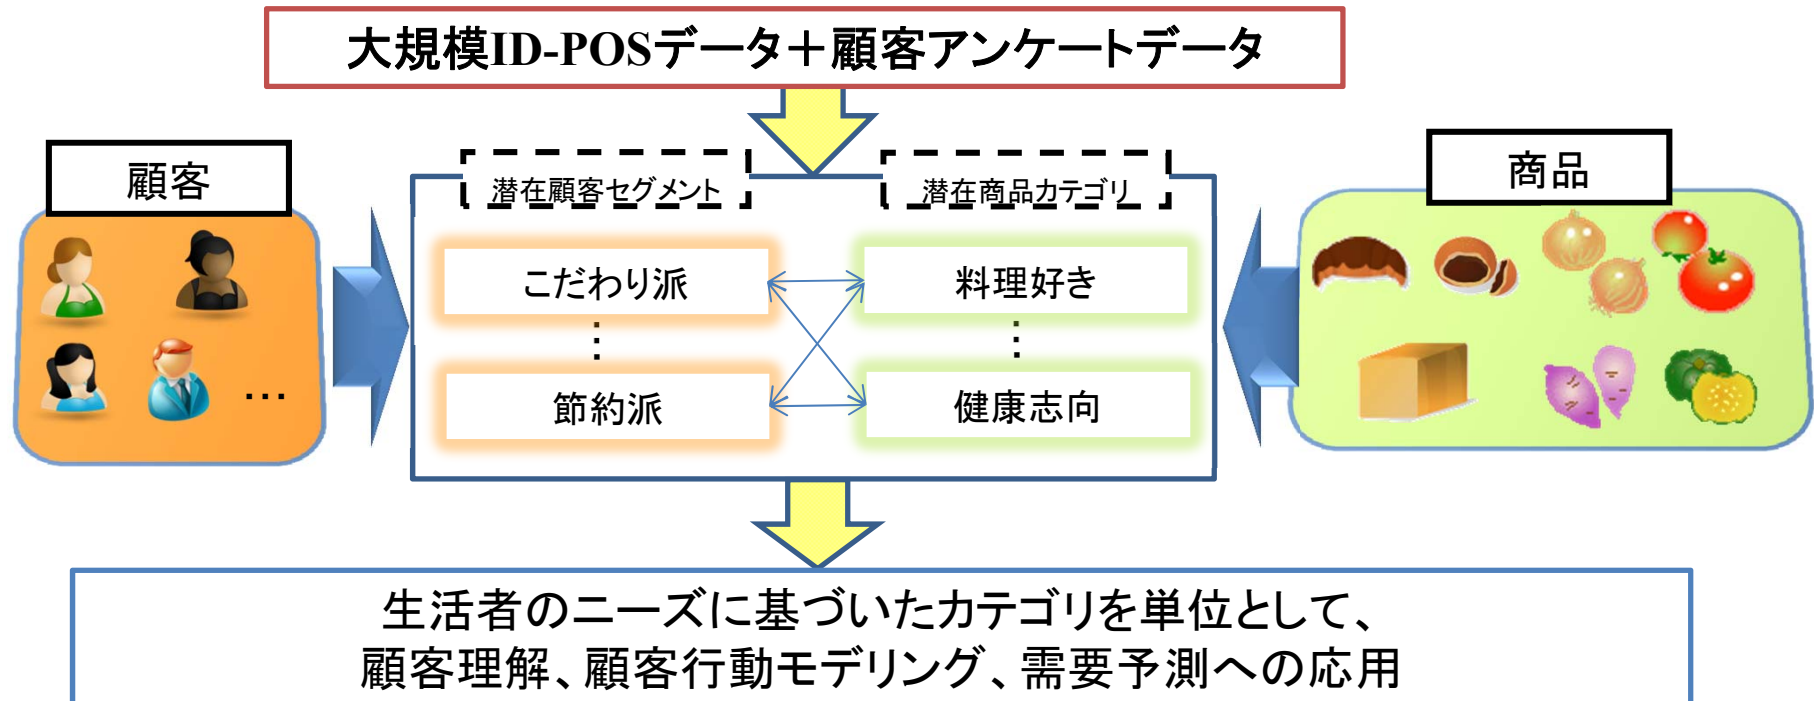 大規模ID-POSデータ＋顧客アンケートデータ
顧客
潜在顧客セグメント
潜在商品カテゴリ
商品
こだわり派
料理好き
⋮
⋮
節約派
健康志向
…
生活者のニーズに基づいたカテゴリを単位として、
顧客理解、顧客行動モデリング、需要予測への応用